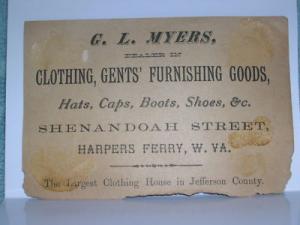 G. L. MYERS,
DEALER IN
CLOTHING, GENTS' FURNISHING GOODS,
Hats, Caps, Boots, Shoes, &c.
SHENANDOAH STREET,
HARPERS FERRY, W. VA.
The Largest Clothing House in Jefferson County.